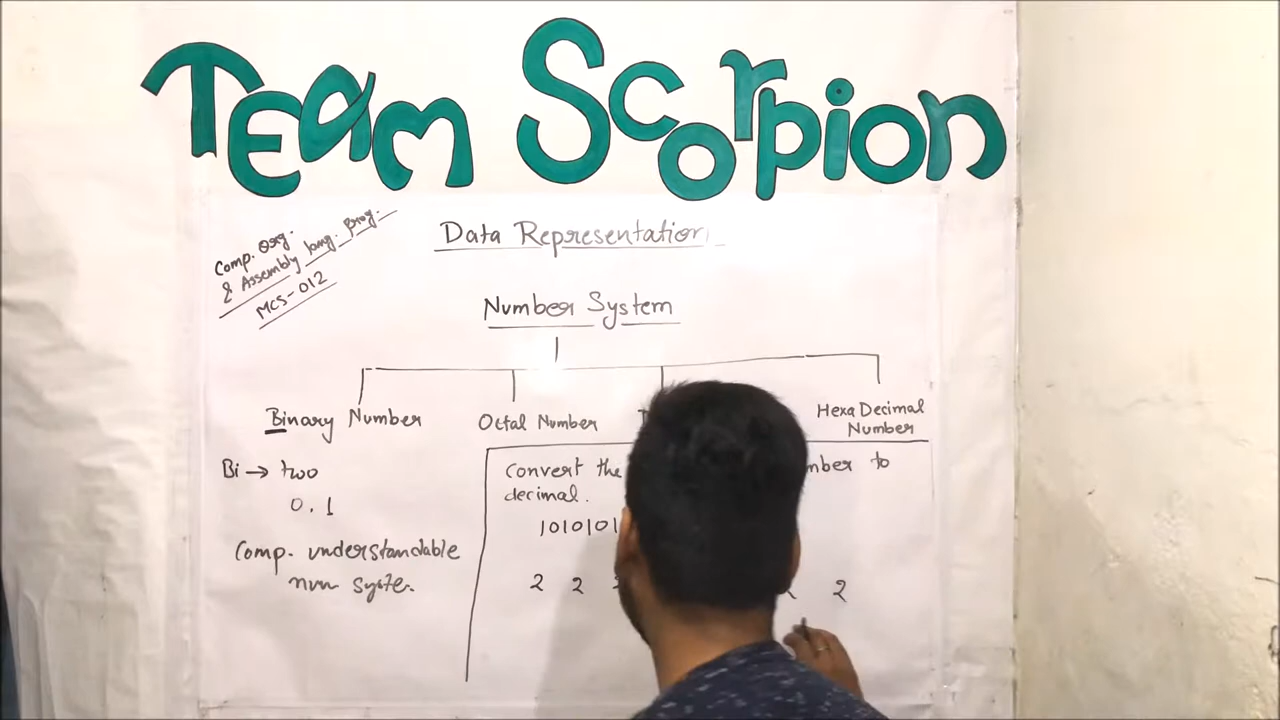 TEam Scorpion
Comp. Org.
& Assembly lang. Prog.
MCS-012
Data Representation
Number System
Binary Number
Octal Number
Hexa Decimal
Number
Bi → two
0, 1
Comp. understandable
num syste.
Convert the
to
decimal.
2 2 2